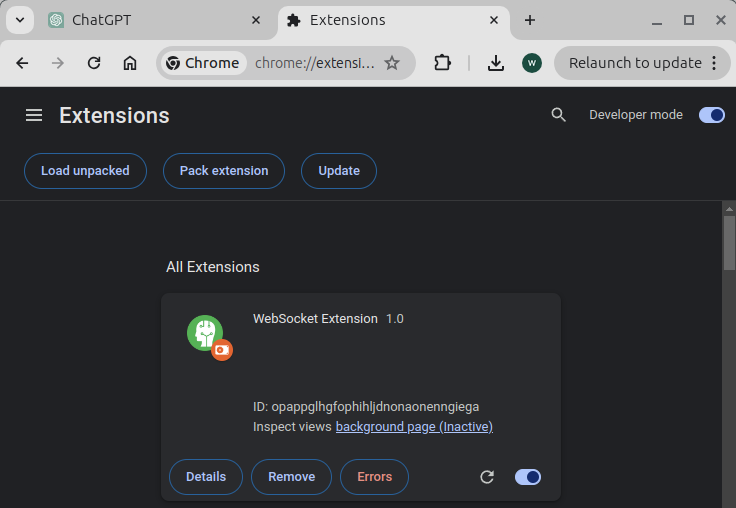 ChatGPT
Extensions
Chrome
chrome://extensi...
W
Relaunch to update
Extensions
Developer mode
Load unpacked
Pack extension
Update
All Extensions
WebSocket Extension 1.0
ID: opappglhgfophihljdnonaonenngiega
Inspect views background page (Inactive)
Details
Remove
Errors